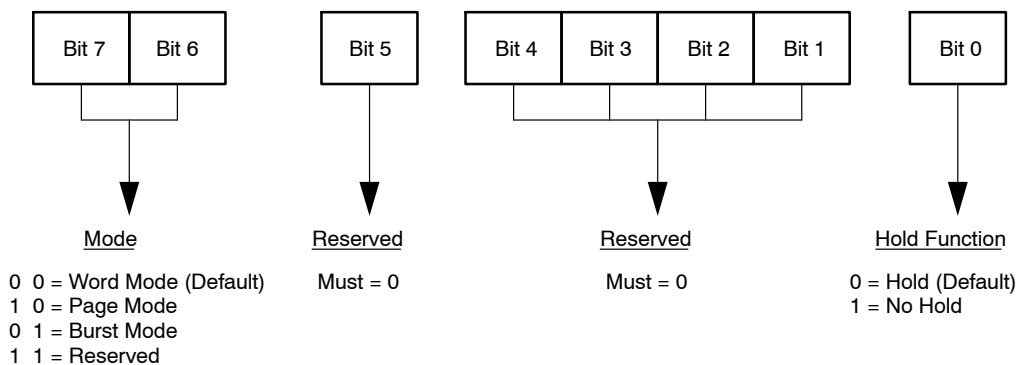 Bit 7 Bit 6 Bit 5 Bit 4 Bit 3 Bit 2 Bit 1 Bit 0
Mode
0 0 = Word Mode (Default)
1 0 = Page Mode
0 1 = Burst Mode
1 1 = Reserved
Reserved
Must = 0
Reserved
Must = 0
Hold Function
0 = Hold (Default)
1 = No Hold